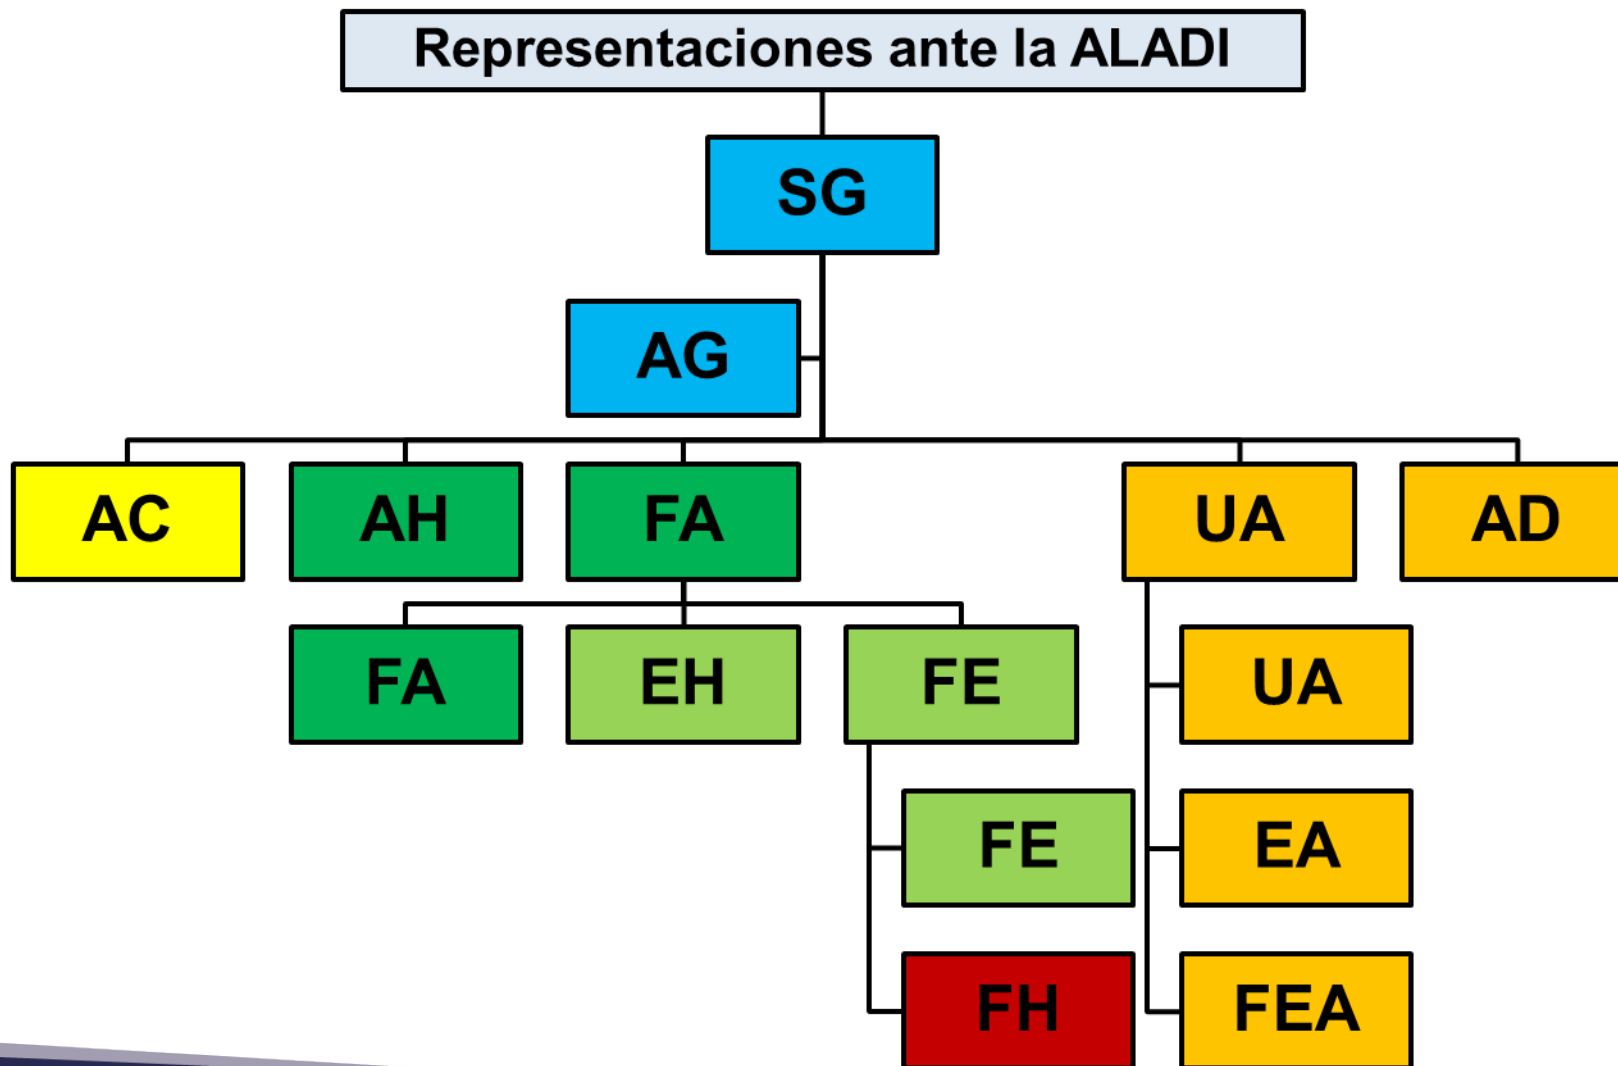 Representaciones ante la ALADI
SG
AG
AC
AH
FA
UA
AD
FA
EH
FE
UA
FE
EA
FH
FEA